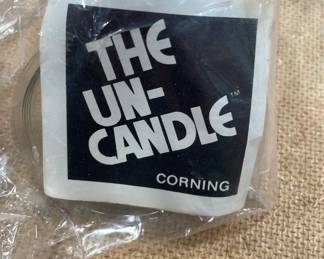 THE
UN-
CANDLE™
CORNING